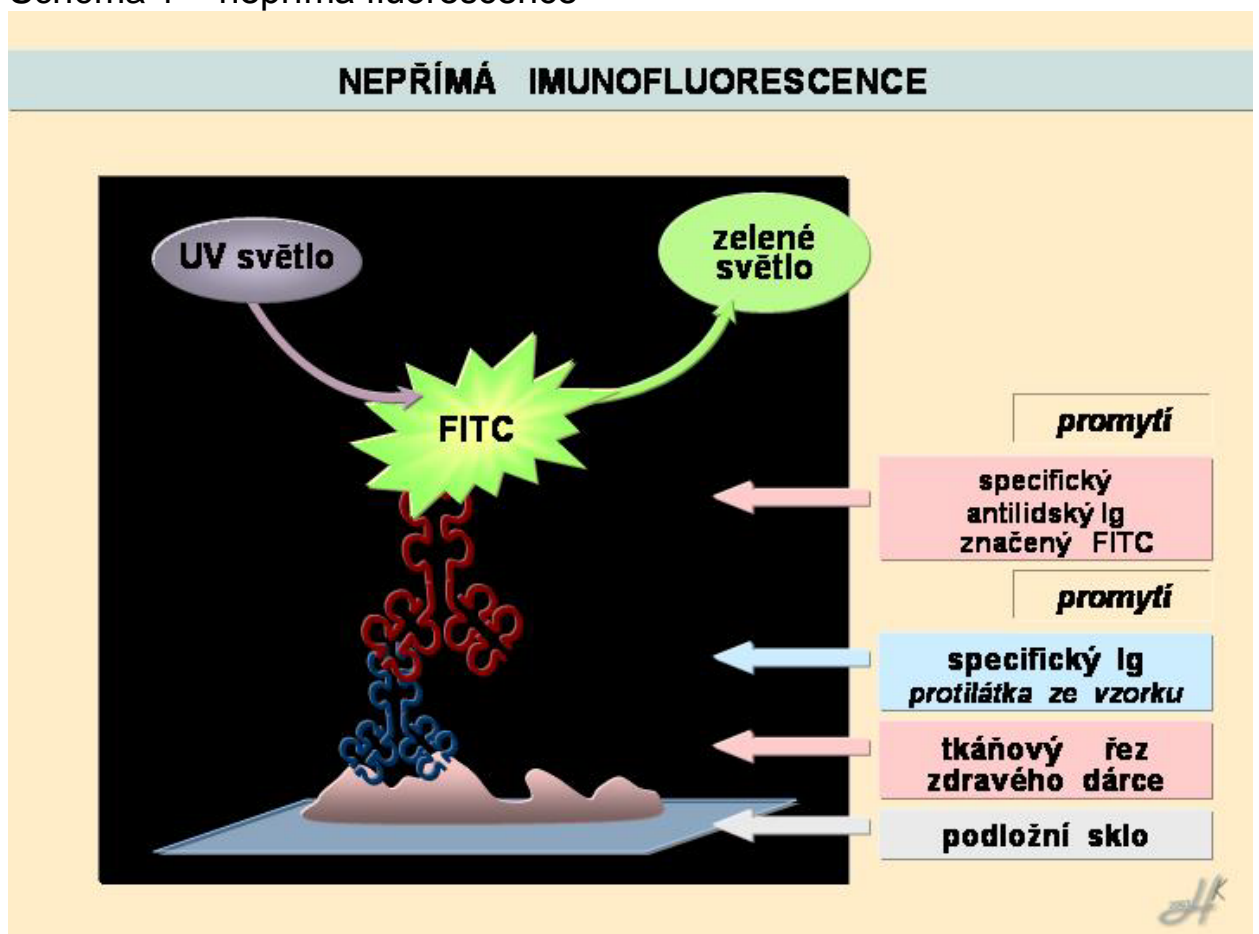 NEPŘÍMÁ IMUNOFLUORESCENCE
UV světlo
zelené
světlo
FITC
promytí
specifický
antilidský Ig
značený FITC
promytí
specifický Ig
protilátka ze vzorku
tkáňový řez
zdravého dárce
podložní sklo